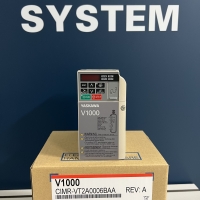 SYSTEM
YASKAWA
V1000
V1000
CIMR-VT2A0006BAA
REV: A